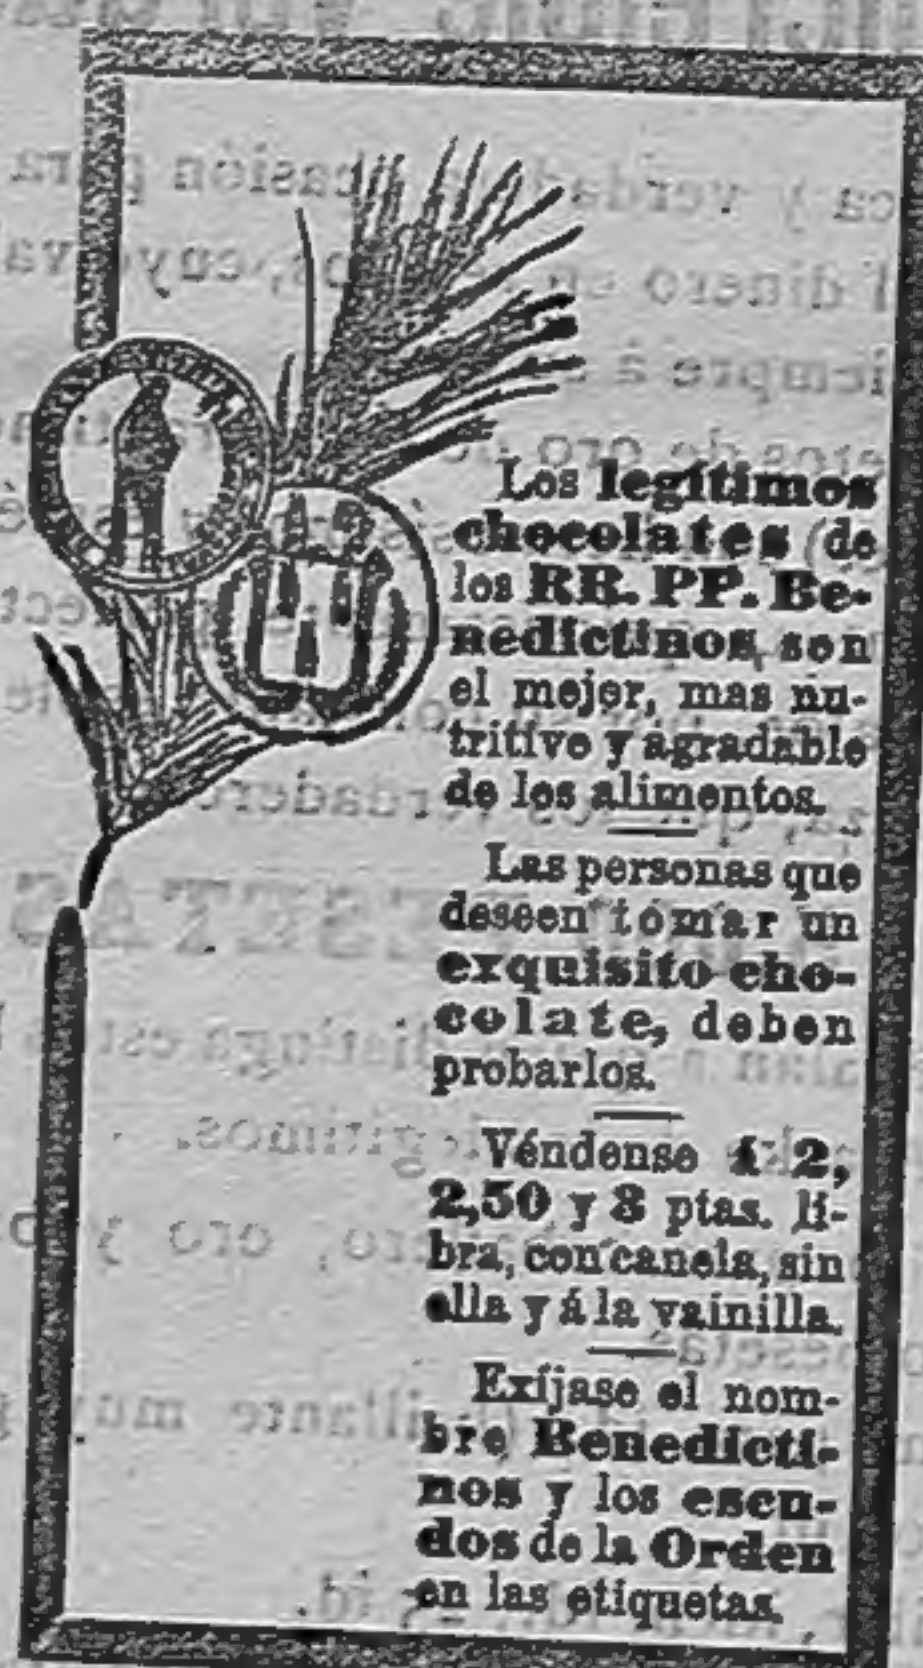 Los legítimos
chocolates de
los RR. PP. Be-
nedictinos, son
el mejor, mas nu-
tritivo y agradable
de los alimentos.
Las personas que
deseen tomar un
exquisito cho-
colate, deben
probarlos.
Véndense á 2,
2,50 y 3 ptas. li-
bra, con canela, sin
ella y á la vainilla.
Exíjase el nom-
bre Benedicti-
nos y los escu-
dos de la Orden
en las etiquetas.